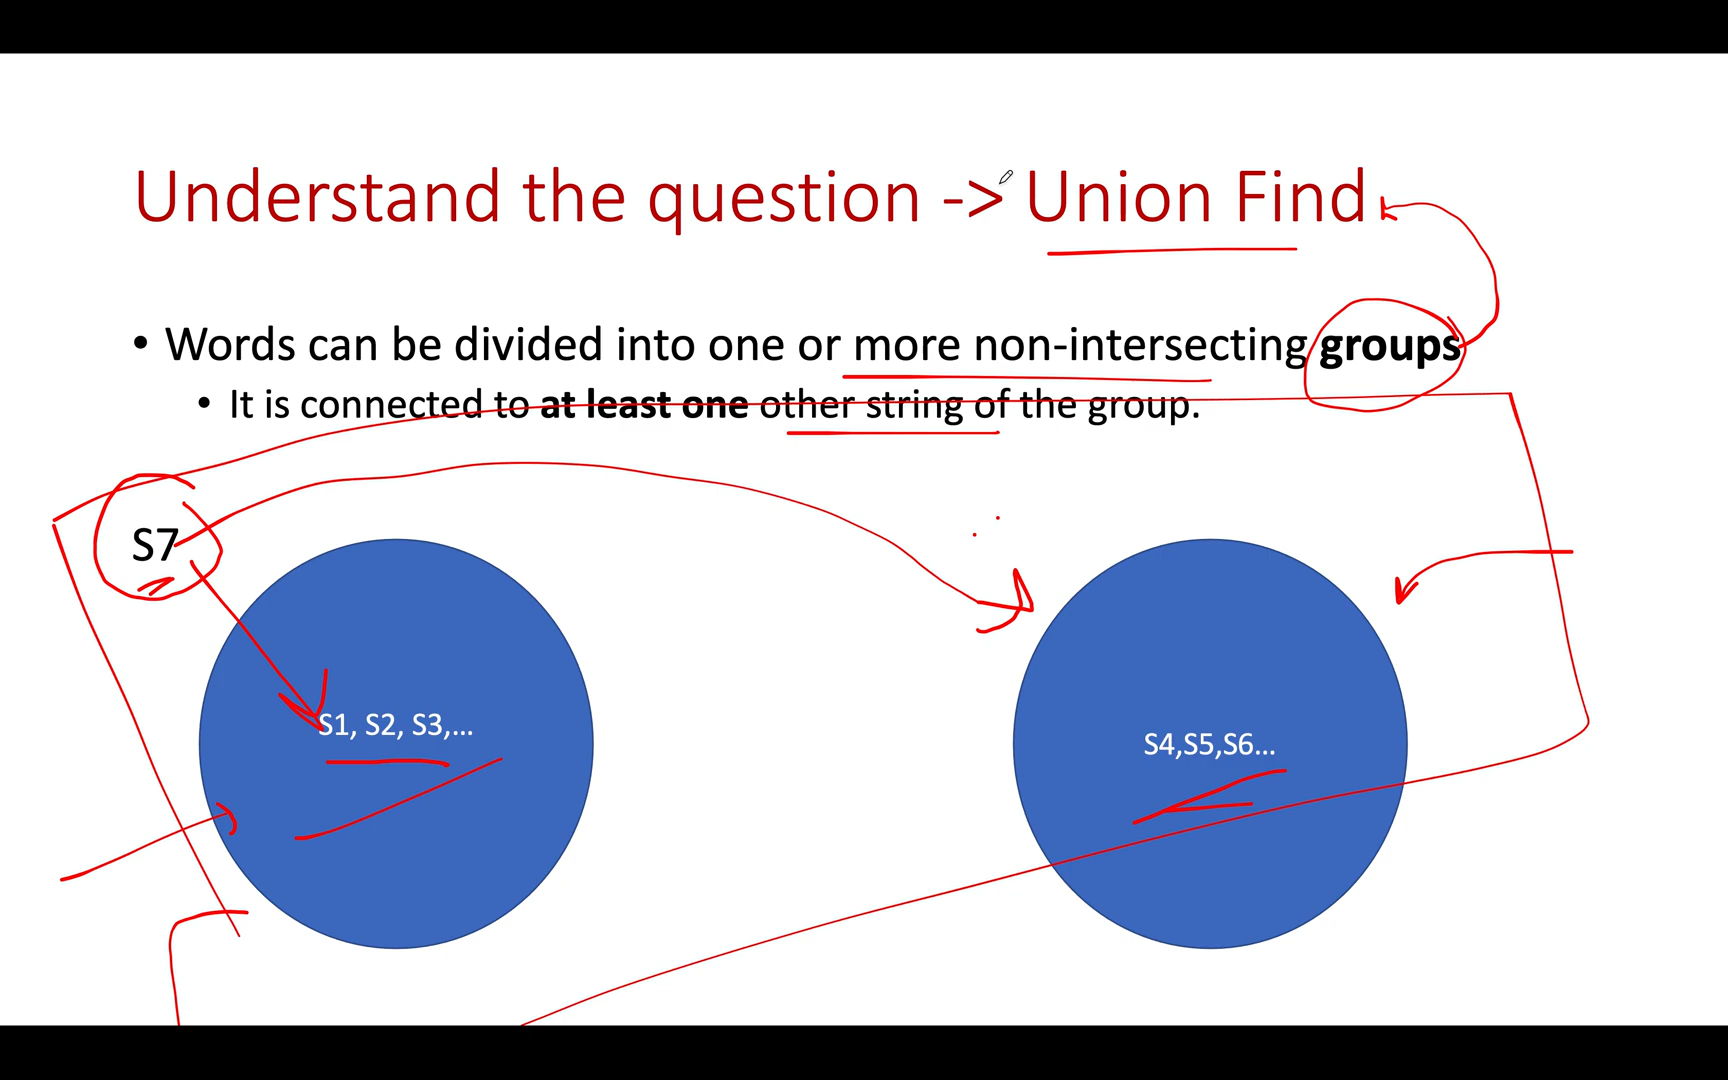 Understand the question -> Union Find
• Words can be divided into one or more non-intersecting groups
• It is connected to at least one other string of the group.
S7
S1, S2, S3,...
S4,S5,S6...